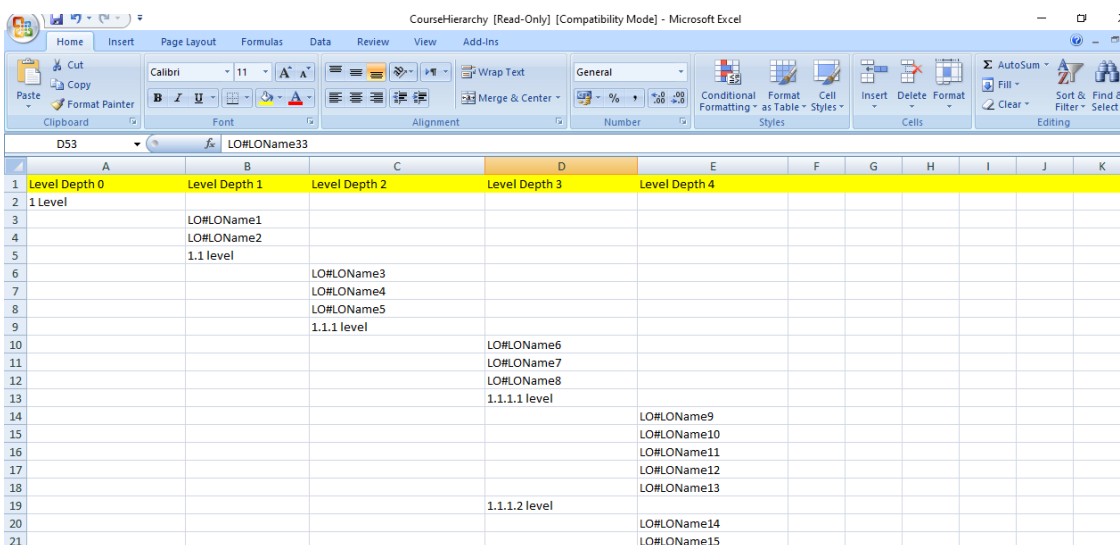 CourseHierarchy [Read-Only] [Compatibility Mode] - Microsoft Excel
Home Insert Page Layout Formulas Data Review View Add-Ins
Paste
Cut
Copy
Format Painter
Clipboard
Calibri 11
B I U
Font
Wrap Text
Merge & Center
Alignment
General
% ,
Number
Conditional Formatting
Format as Table
Cell Styles
Styles
Insert Delete Format
Cells
Σ AutoSum
Fill
Clear
Sort & Filter
Find & Select
Editing
D53 fx LO#LOName33
A B C D E F G H I J K
1 Level Depth 0 Level Depth 1 Level Depth 2 Level Depth 3 Level Depth 4
2 1 Level
3 LO#LOName1
4 LO#LOName2
5 1.1 level
6 LO#LOName3
7 LO#LOName4
8 LO#LOName5
9 1.1.1 level
10 LO#LOName6
11 LO#LOName7
12 LO#LOName8
13 1.1.1.1 level
14 LO#LOName9
15 LO#LOName10
16 LO#LOName11
17 LO#LOName12
18 LO#LOName13
19 1.1.1.2 level
20 LO#LOName14
21 LO#LOName15